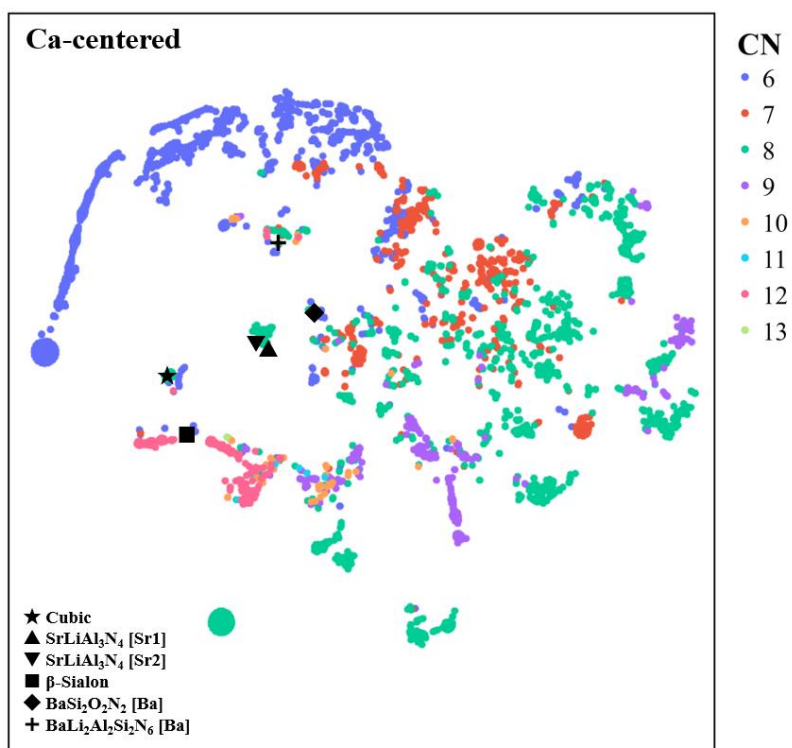 Ca-centered
CN
6
7
8
9
10
11
12
13
Cubic
SrLiAl₃N₄ [Sr1]
SrLiAl₃N₄ [Sr2]
β-Sialon
BaSi₂O₂N₂ [Ba]
BaLi₂Al₂Si₂N₆ [Ba]